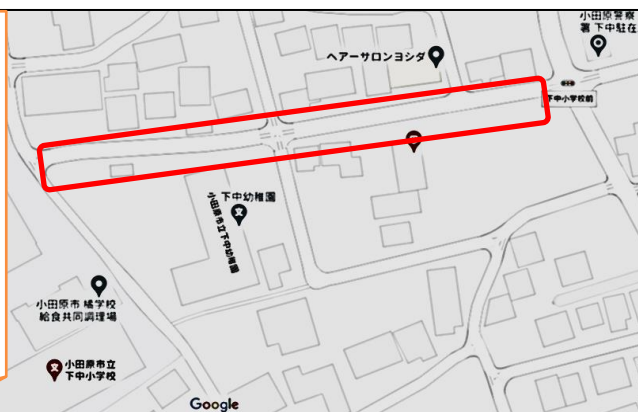 小田原警察
署 下中駐在
ヘアーサロンヨシダ
下中小学校前
下中幼稚園
小田原市立下中幼稚園
小田原市 橘学校
給食共同調理場
小田原市立
下中小学校
Google